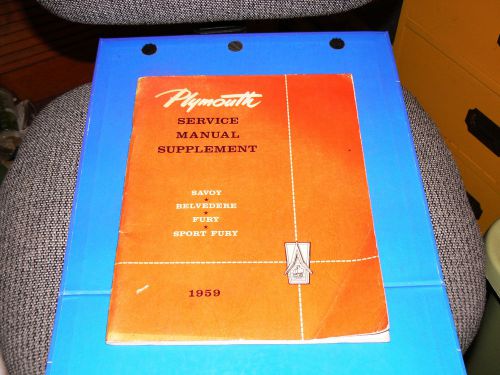 Plymouth
SERVICE
MANUAL
SUPPLEMENT
SAVOY
★
BELVEDERE
★
FURY
★
SPORT FURY
1959